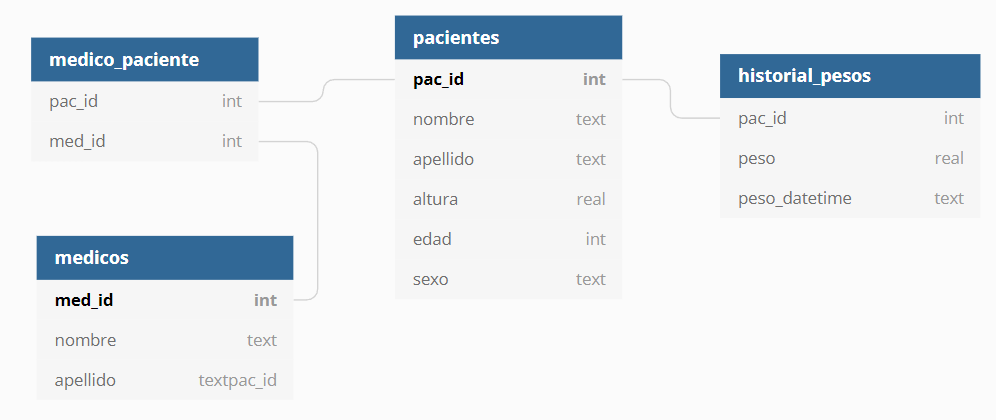 medico_paciente
pac_id int
med_id int
medicos
med_id int
nombre text
apellido textpac_id
pacientes
pac_id int
nombre text
apellido text
altura real
edad int
sexo text
historial_pesos
pac_id int
peso real
peso_datetime text